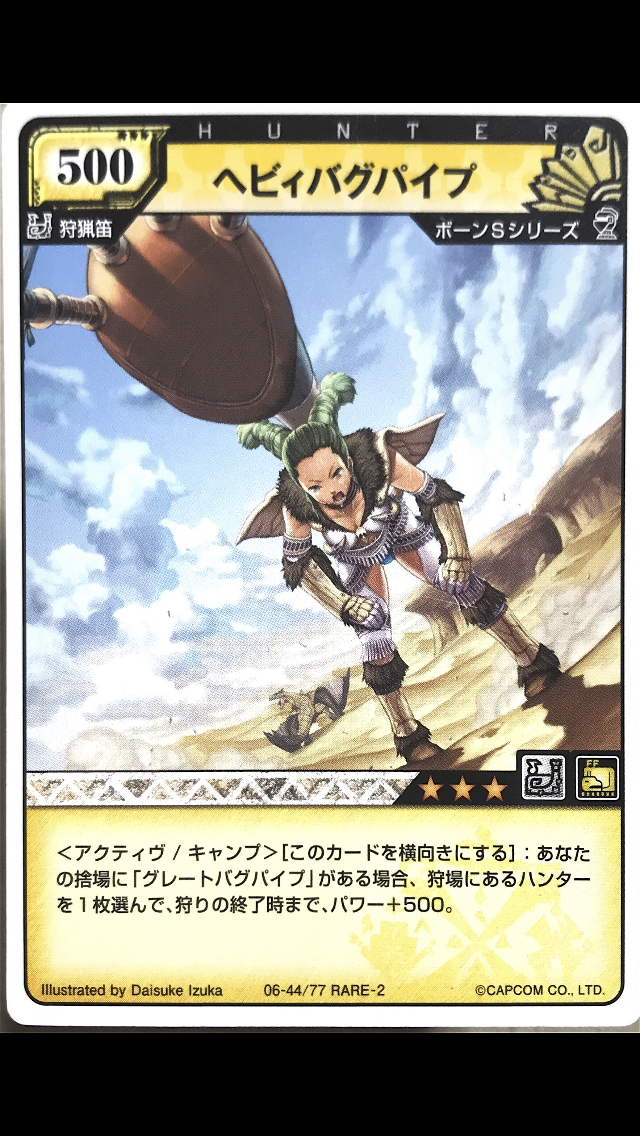 HUNTER
500
ヘビィバグパイプ
狩猟笛
ボーンSシリーズ
FF
＜アクティヴ / キャンプ＞[このカードを横向きにする]：あなた
の捨場に「グレートバグパイプ」がある場合、狩場にあるハンター
を１枚選んで、狩りの終了時まで、パワー＋500。
Illustrated by Daisuke Izuka 06-44/77 RARE-2 ©CAPCOM CO., LTD.